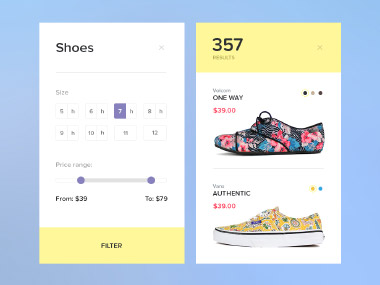 Shoes
×
Size
5 h 6 h 7 h 8 h
9 h 10 h 11 12
Price range:
From: $39 To: $79
FILTER
357
×
RESULTS
ONE WAY
$39.00
Vans
AUTHENTIC
$39.00